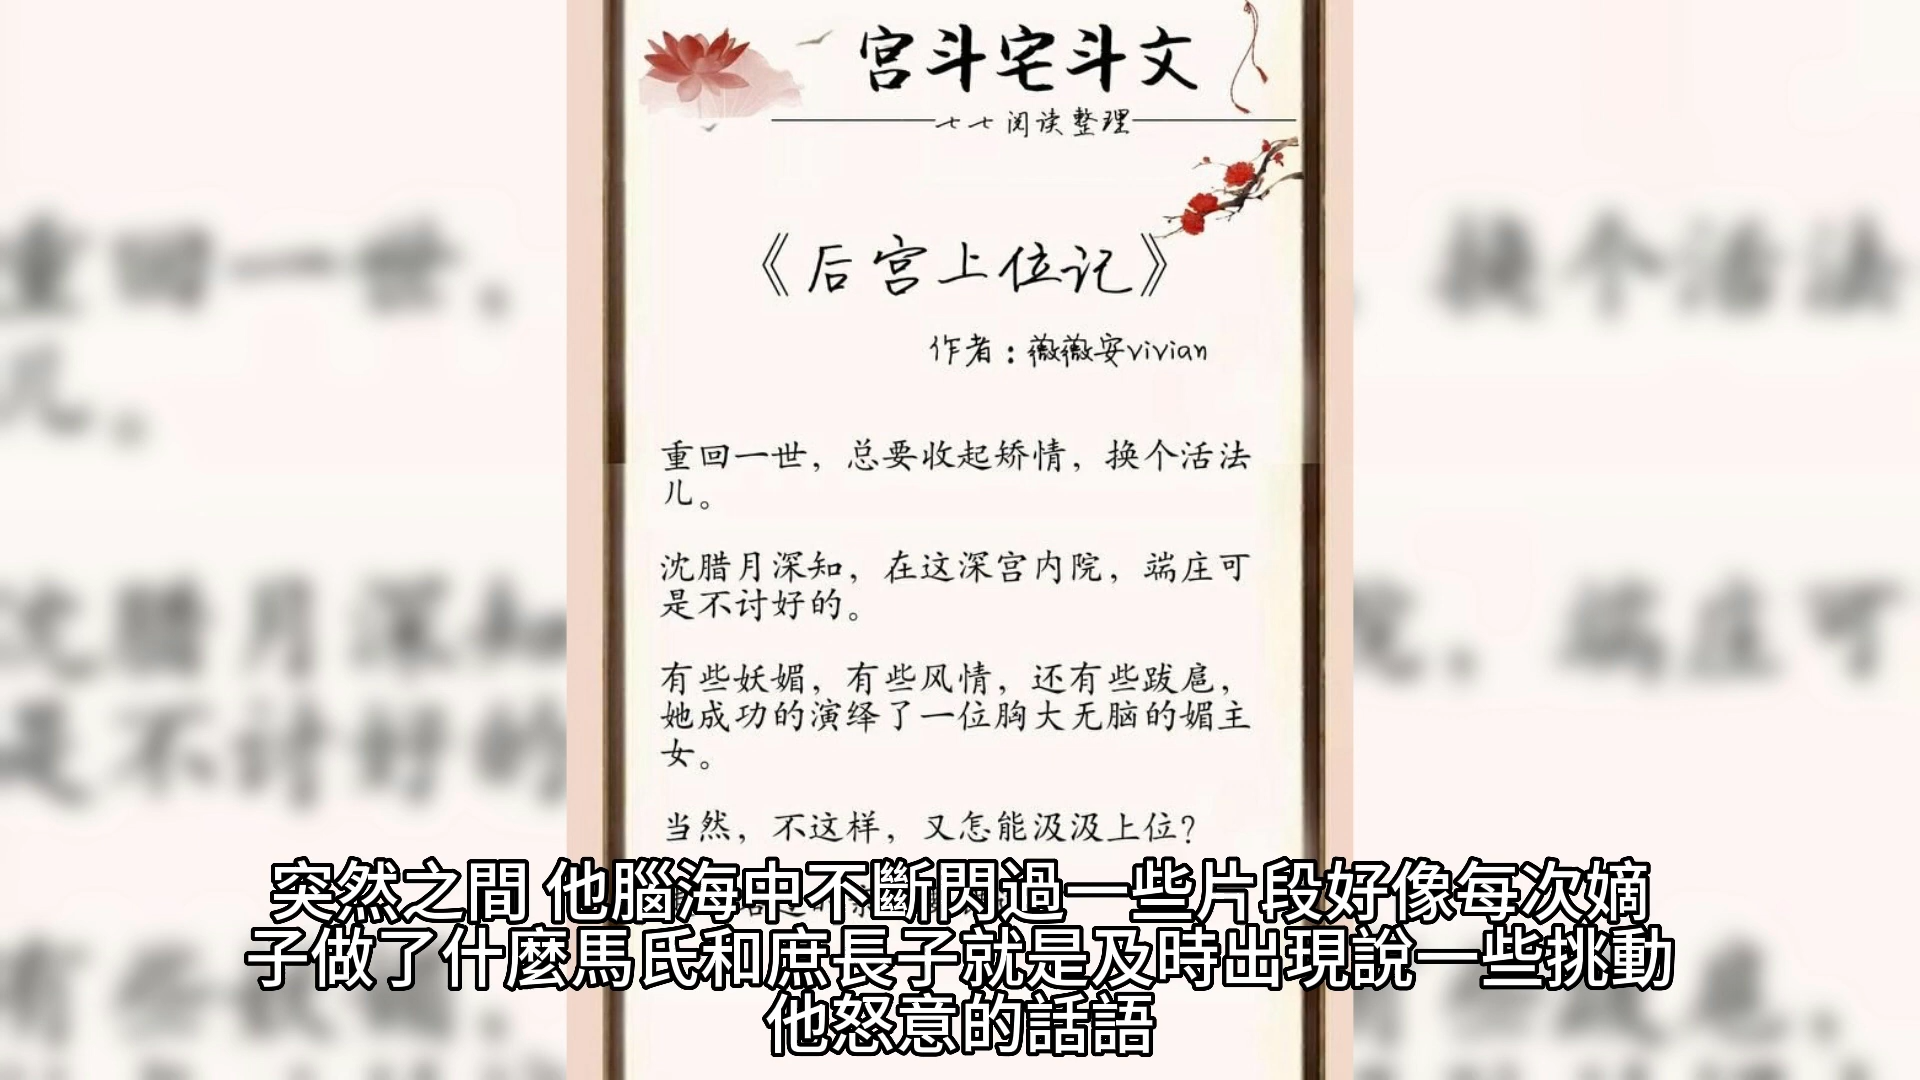 宫斗宅斗文
七七阅读整理
《后宫上位记》
作者：薇薇安vivian
重回一世，总要收起矫情，换个活法
儿。
沈腊月深知，在这深宫内院，端庄可
是不讨好的。
有些妖媚，有些风情，还有些跋扈，
她成功的演绎了一位胸大无脑的媚主
女。
当然，不这样，又怎能汲汲上位？
突然之間 他腦海中不斷閃過一些片段好像每次嫡
子做了什麼馬氏和庶長子就是及時出現說一些挑動
他怒意的話語